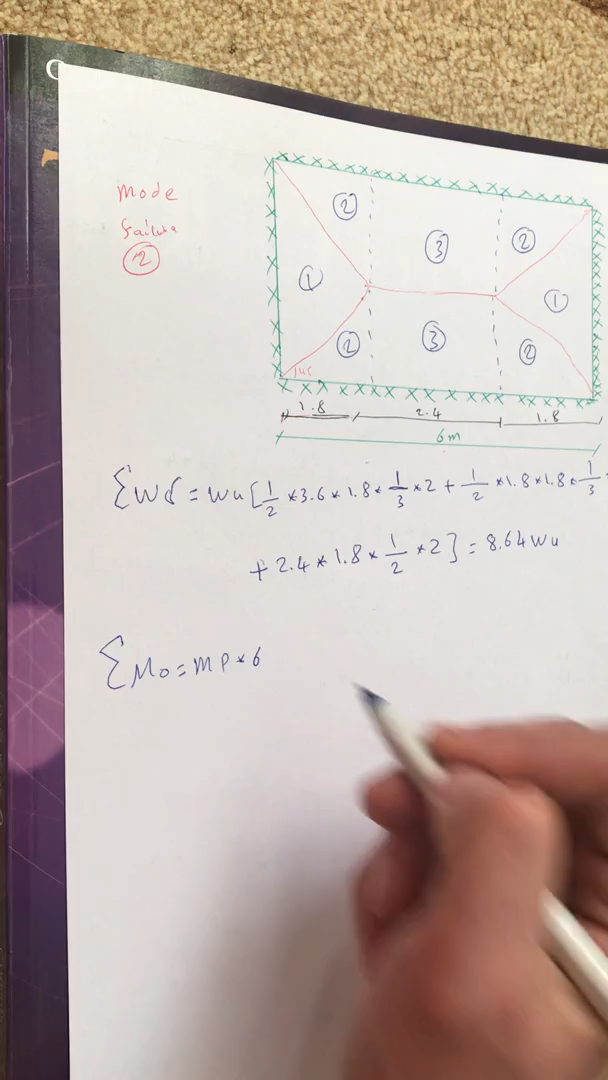 Mode
failure
②
②
②
③
①
①
②
③
②
1.8
2.4
1.8
6m
Σwδ = wu[1/2 * 3.6 * 1.8 * 1/3 * 2 + 1/2 * 1.8 * 1.8 * 1/3 *
+ 2.4 * 1.8 * 1/2 * 2] = 8.64 wu
ΣMθ = mp * 6